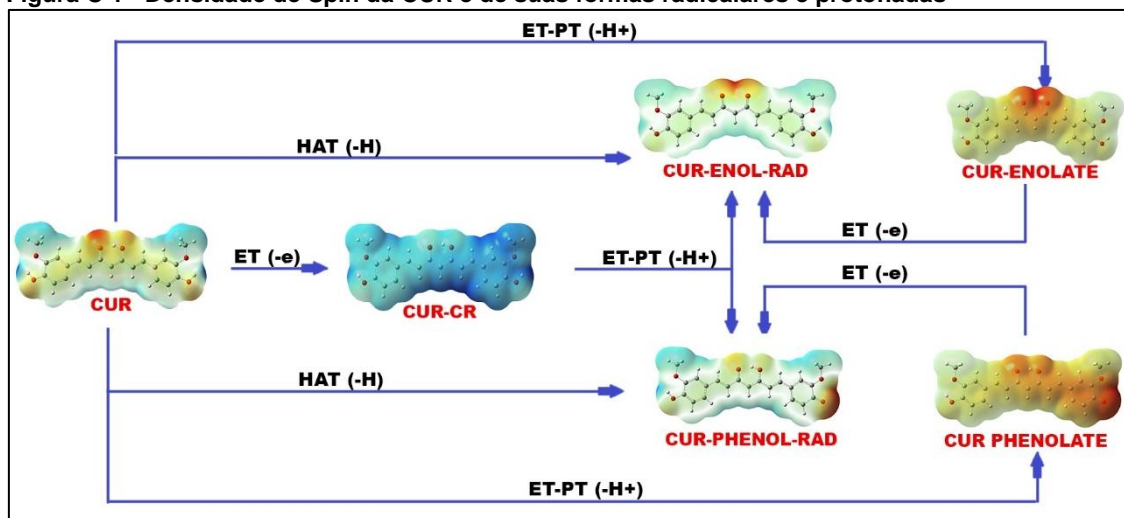 Figura C 1 - Densidade de Spin da CUR e de suas formas radicalares e protonadas
ET-PT (-H+)
HAT (-H)
CUR-ENOL-RAD
CUR-ENOLATE
ET (-e)
CUR
ET (-e)
CUR-CR
ET-PT (-H+)
ET (-e)
HAT (-H)
CUR-PHENOL-RAD
CUR PHENOLATE
ET-PT (-H+)